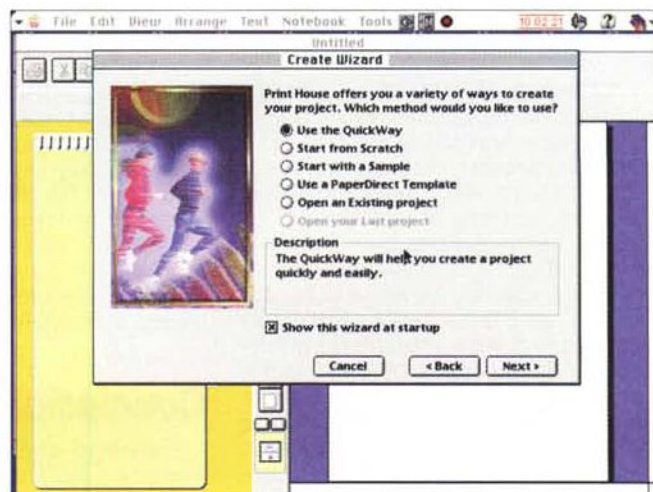 File Edit View Arrange Text Notebook Tools 10 02 21
Untitled
Create Wizard
Print House offers you a variety of ways to create
your project. Which method would you like to use?
Use the QuickWay
Start from Scratch
Start with a Sample
Use a PaperDirect Template
Open an Existing project
Open your Last project
Description
The QuickWay will help you create a project
quickly and easily.
Show this wizard at startup
Cancel
< Back
Next >